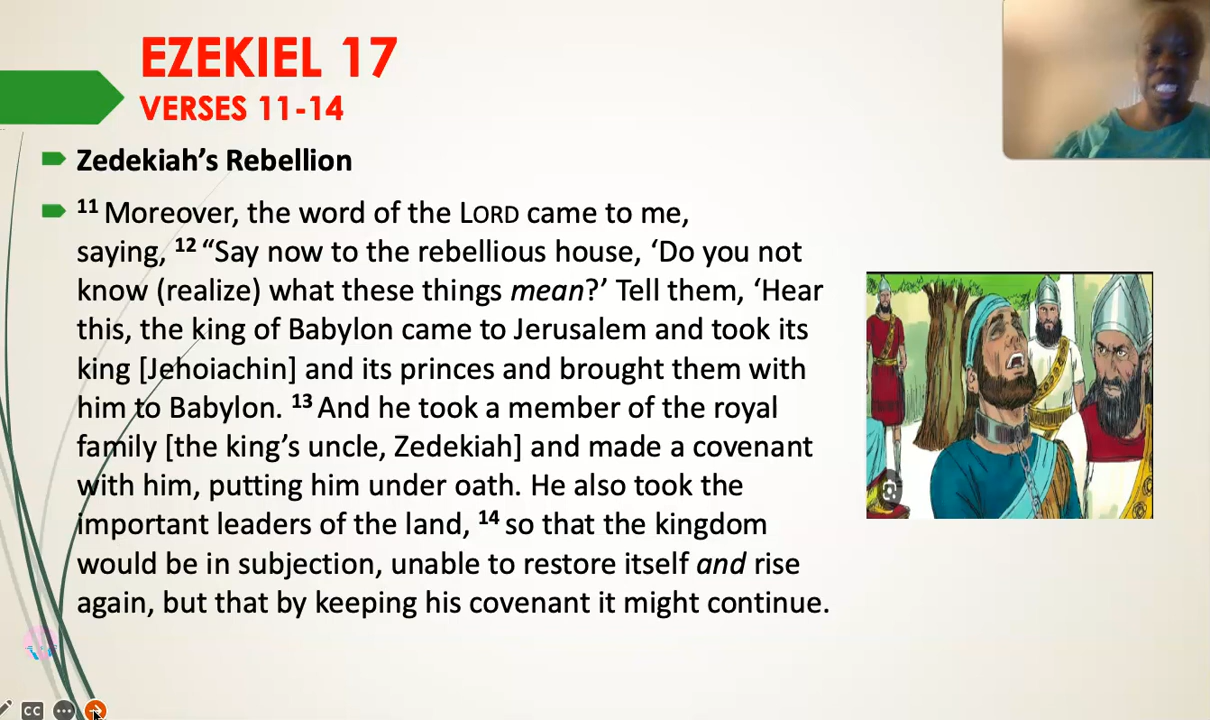 EZEKIEL 17
VERSES 11-14
Zedekiah’s Rebellion
11 Moreover, the word of the LORD came to me,
saying, 12 “Say now to the rebellious house, ‘Do you not
know (realize) what these things mean?’ Tell them, ‘Hear
this, the king of Babylon came to Jerusalem and took its
king [Jehoiachin] and its princes and brought them with
him to Babylon. 13 And he took a member of the royal
family [the king’s uncle, Zedekiah] and made a covenant
with him, putting him under oath. He also took the
important leaders of the land, 14 so that the kingdom
would be in subjection, unable to restore itself and rise
again, but that by keeping his covenant it might continue.
CC